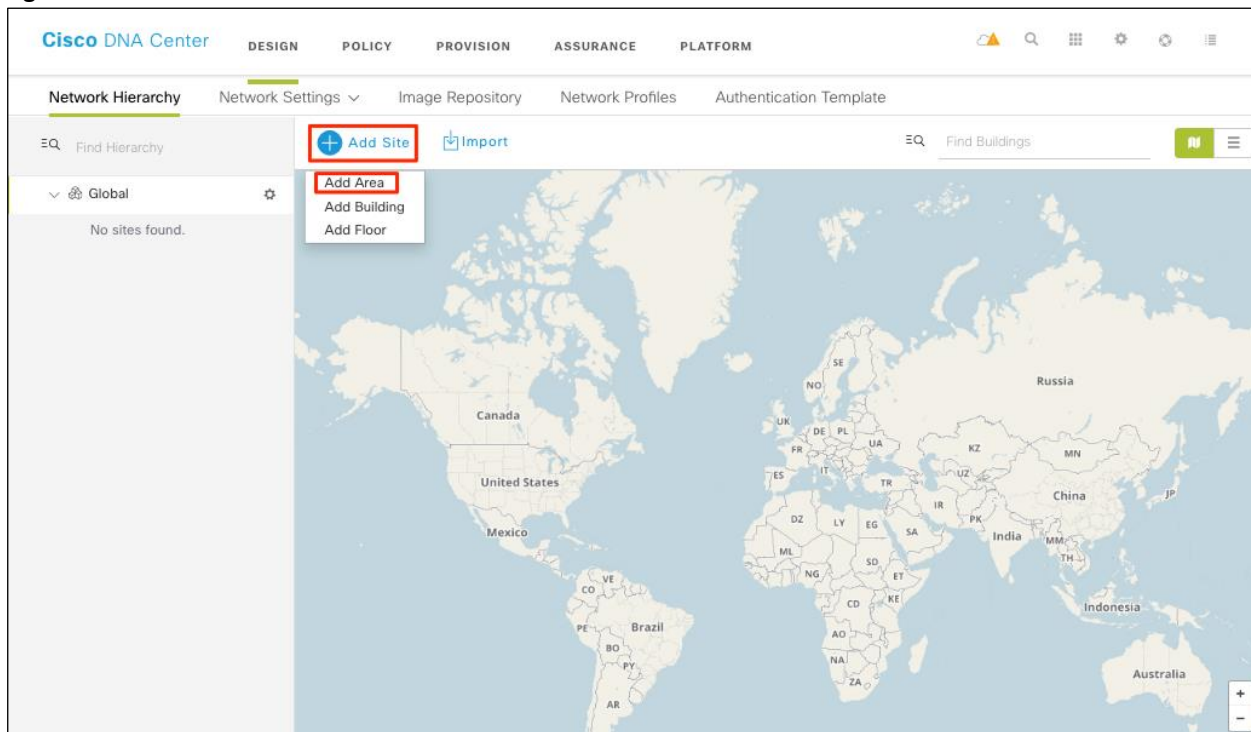 Cisco DNA Center DESIGN POLICY PROVISION ASSURANCE PLATFORM
Network Hierarchy Network Settings Image Repository Network Profiles Authentication Template
Find Hierarchy Add Site Import Find Buildings
Global
No sites found.
Add Area
Add Building
Add Floor
SE
NO
Russia
Canada
UK
DE PL
UA
FR
KZ
MN
ES
IT
TR
UZ
United States
China
JP
IR
PK
Mexico
DZ
LY
EG
SA
India
MM
TH
ML
SD
NG
ET
VE
CO
CD
KE
Indonesia
PE
Brazil
BO
AO
PY
NA
ZA
Australia
AR
+
−